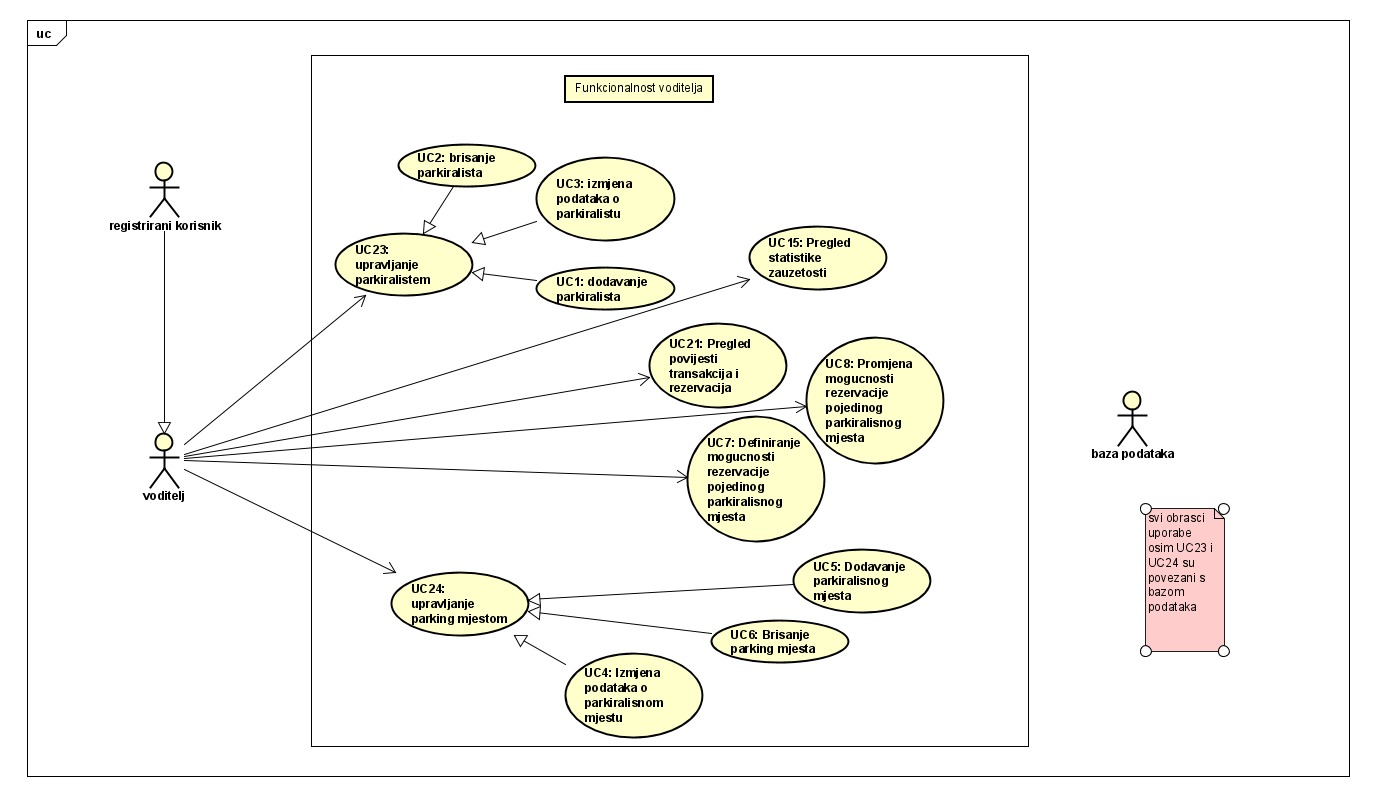 uc
Funkcionalnost voditelja
registrirani korisnik
voditelj
UC2: brisanje
parkiralista
UC3: izmjena
podataka o
parkiralistu
UC23:
upravljanje
parkiralistem
UC1: dodavanje
parkiralista
UC15: Pregled
statistike
zauzetosti
UC21: Pregled
povijesti
transakcija i
rezervacija
UC8: Promjena
mogucnosti
rezervacije
pojedinog
parkiralisnog
mjesta
UC7: Definiranje
mogucnosti
rezervacije
pojedinog
parkiralisnog
mjesta
UC24:
upravljanje
parking mjestom
UC5: Dodavanje
parkiralisnog
mjesta
UC6: Brisanje
parking mjesta
UC4: Izmjena
podataka o
parkiralisnom
mjestu
baza podataka
svi obrasci
uporabe
osim UC23 i
UC24 su
povezani s
bazom
podataka